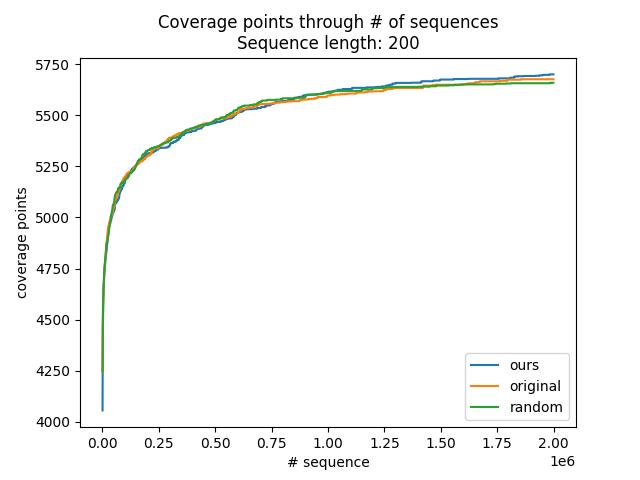 Coverage points through # of sequences
Sequence length: 200
5750
5500
5250
5000
4750
4500
4250
4000
coverage points
ours
original
random
0.00 0.25 0.50 0.75 1.00 1.25 1.50 1.75 2.00
# sequence
1e6